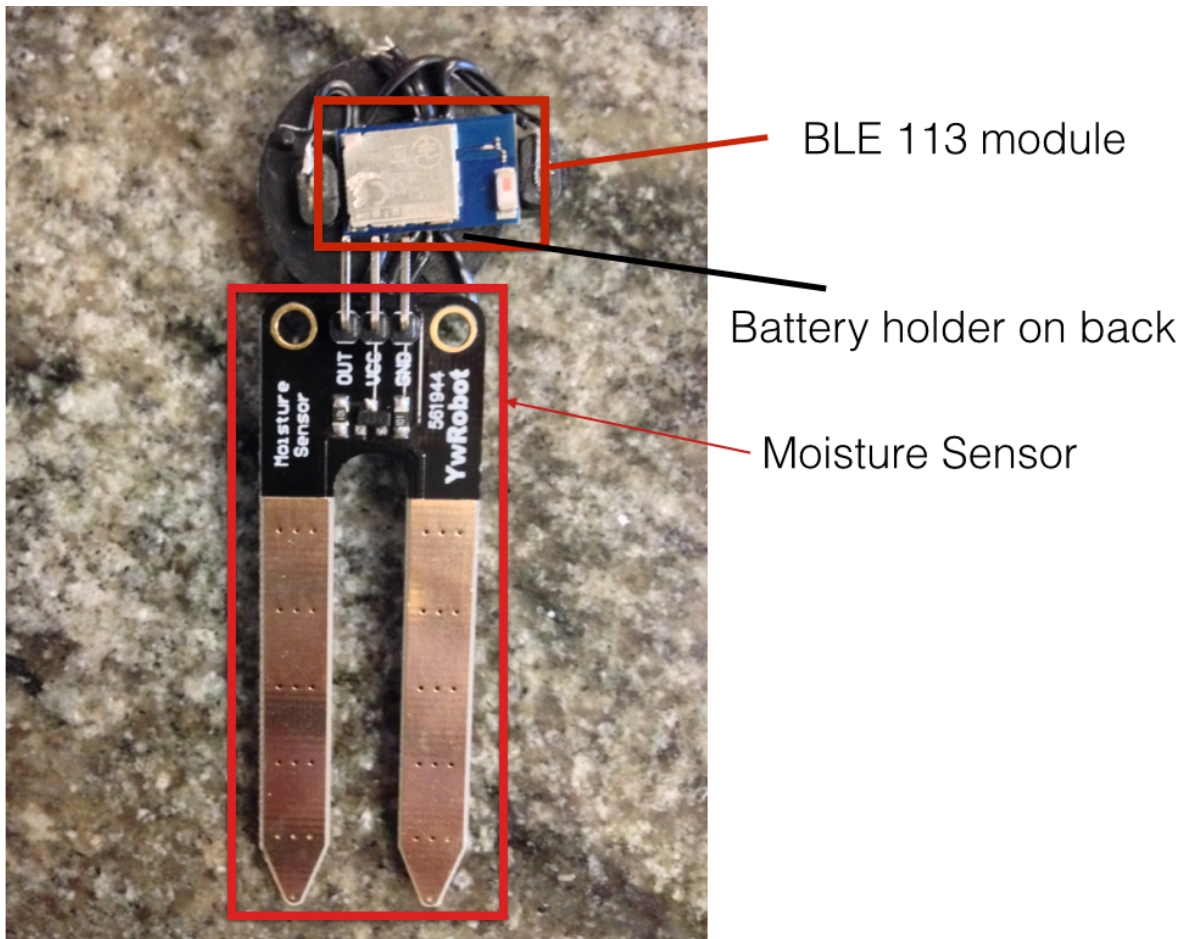 BLE 113 module
Battery holder on back
Moisture Sensor
OUT
VCC
GND
Moisture
Sensor
561944
YwRobot